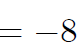 = −8